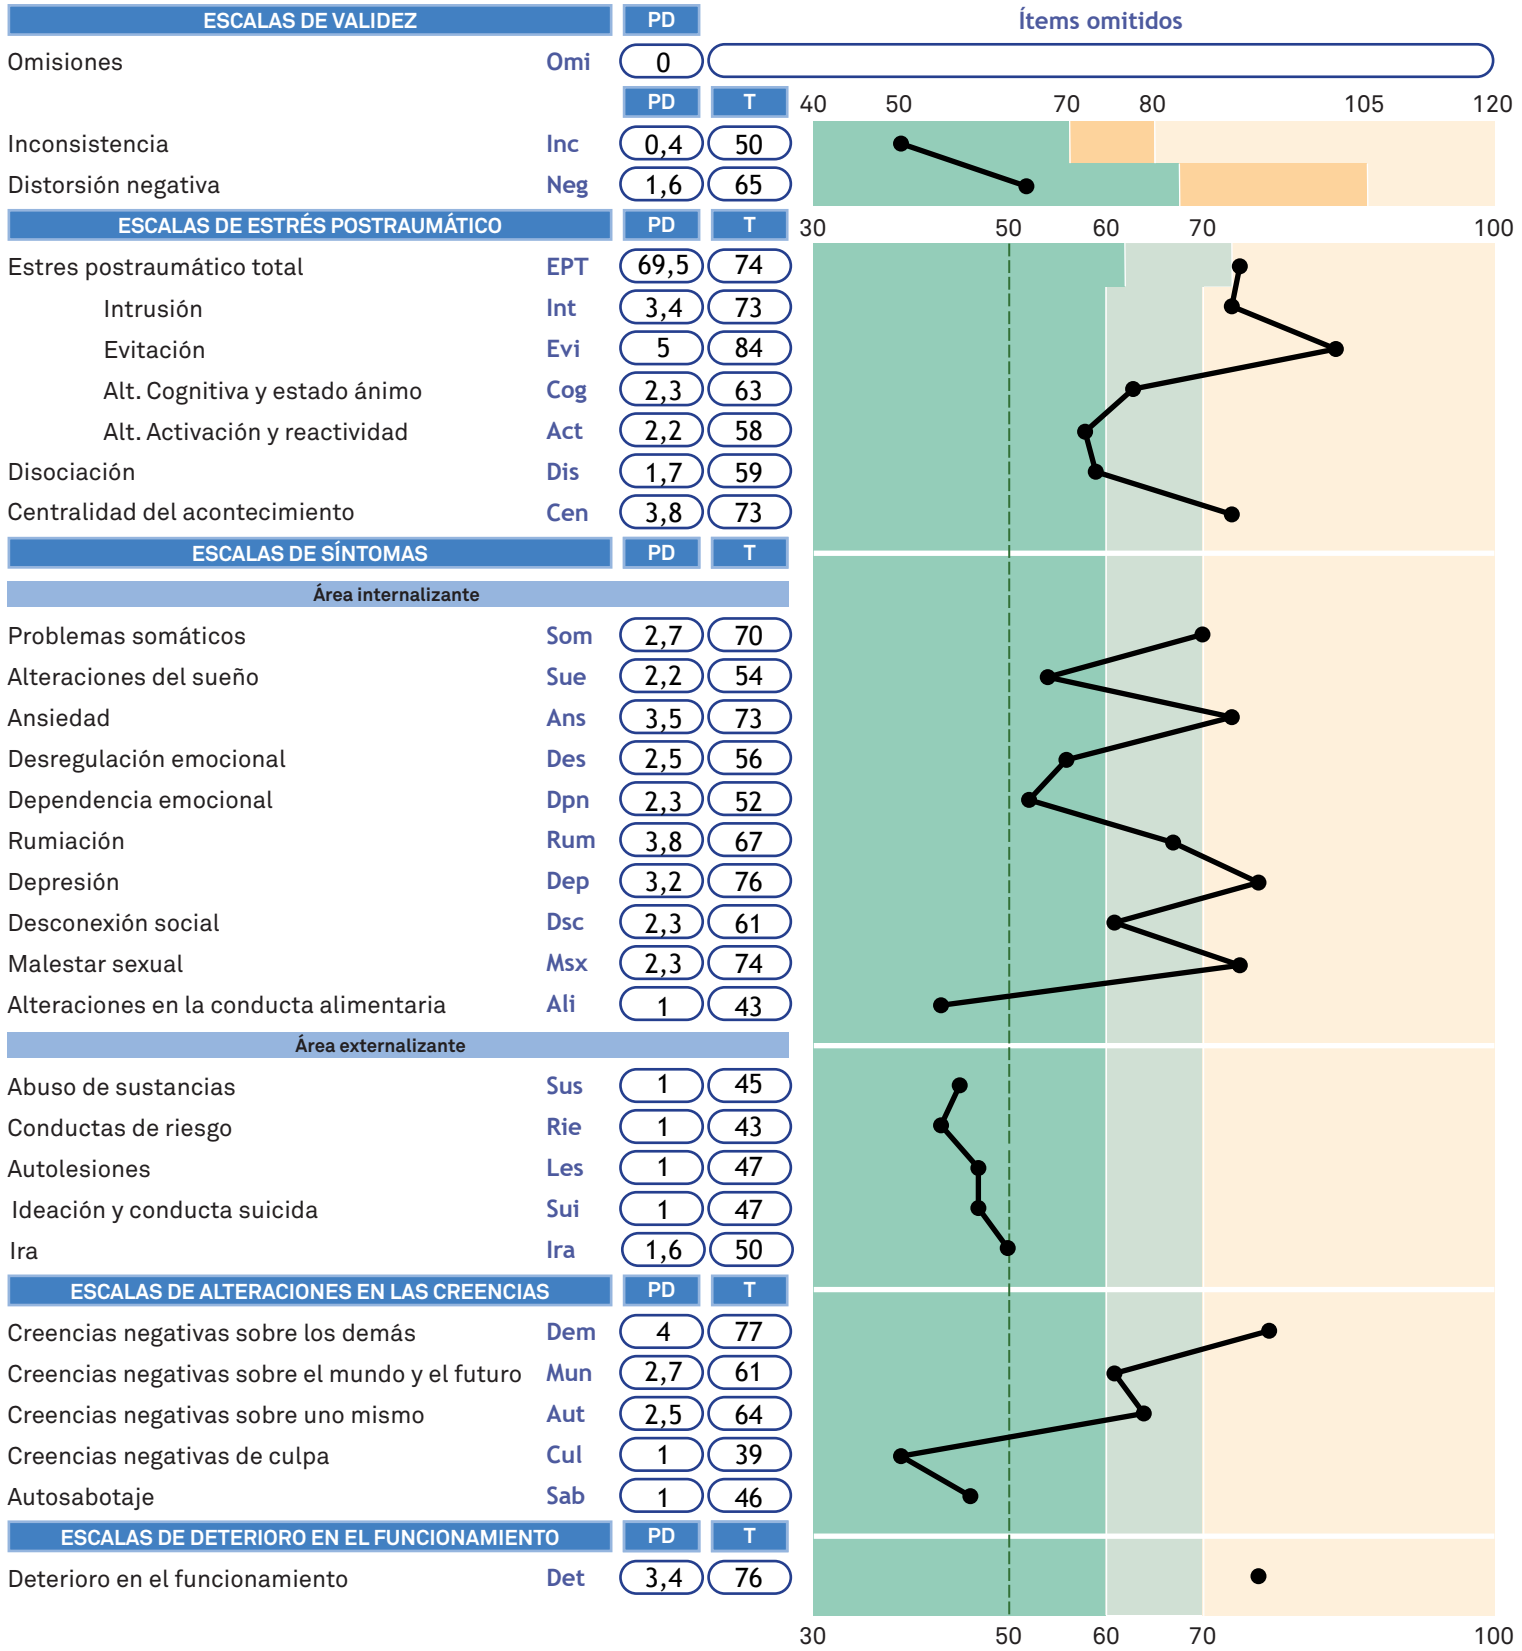 ESCALAS DE VALIDEZ PD Ítems omitidos
Omisiones Omi 0
PD T 40 50 70 80 105 120
Inconsistencia Inc 0,4 50
Distorsión negativa Neg 1,6 65
ESCALAS DE ESTRÉS POSTRAUMÁTICO PD T 30 50 60 70 100
Estres postraumático total EPT 69,5 74
Intrusión Int 3,4 73
Evitación Evi 5 84
Alt. Cognitiva y estado ánimo Cog 2,3 63
Alt. Activación y reactividad Act 2,2 58
Disociación Dis 1,7 59
Centralidad del acontecimiento Cen 3,8 73
ESCALAS DE SÍNTOMAS PD T
Área internalizante
Problemas somáticos Som 2,7 70
Alteraciones del sueño Sue 2,2 54
Ansiedad Ans 3,5 73
Desregulación emocional Des 2,5 56
Dependencia emocional Dpn 2,3 52
Rumiación Rum 3,8 67
Depresión Dep 3,2 76
Desconexión social Dsc 2,3 61
Malestar sexual Msx 2,3 74
Alteraciones en la conducta alimentaria Ali 1 43
Área externalizante
Abuso de sustancias Sus 1 45
Conductas de riesgo Rie 1 43
Autolesiones Les 1 47
Ideación y conducta suicida Sui 1 47
Ira Ira 1,6 50
ESCALAS DE ALTERACIONES EN LAS CREENCIAS PD T
Creencias negativas sobre los demás Dem 4 77
Creencias negativas sobre el mundo y el futuro Mun 2,7 61
Creencias negativas sobre uno mismo Aut 2,5 64
Creencias negativas de culpa Cul 1 39
Autosabotaje Sab 1 46
ESCALAS DE DETERIORO EN EL FUNCIONAMIENTO PD T
Deterioro en el funcionamiento Det 3,4 76
30 50 60 70 100